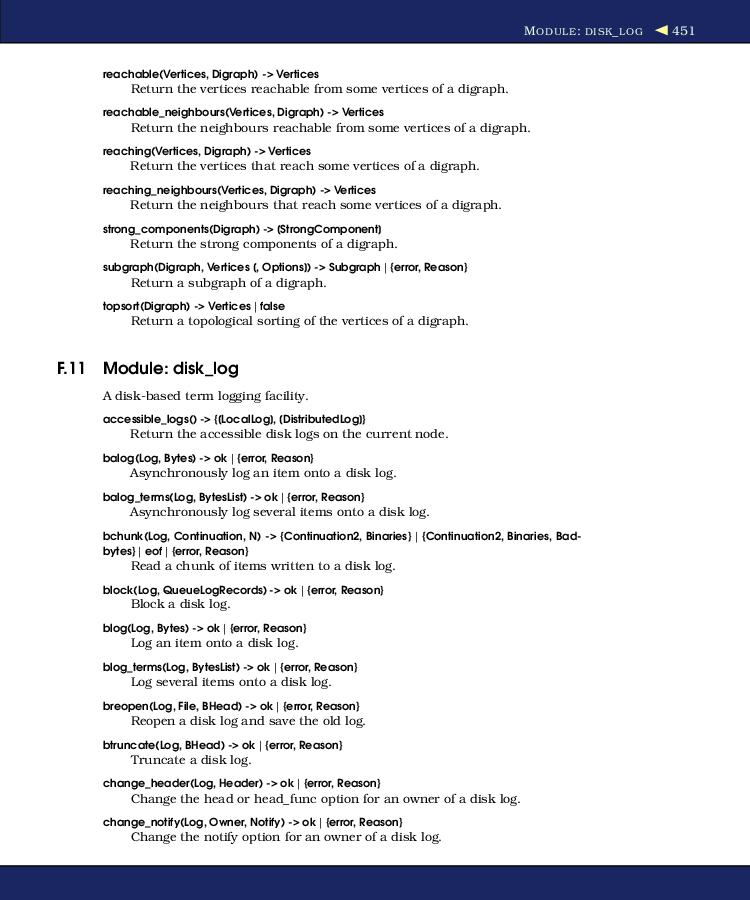 MODULE: DISK_LOG ◀ 451
reachable(Vertices, Digraph) -> Vertices
Return the vertices reachable from some vertices of a digraph.
reachable_neighbours(Vertices, Digraph) -> Vertices
Return the neighbours reachable from some vertices of a digraph.
reaching(Vertices, Digraph) -> Vertices
Return the vertices that reach some vertices of a digraph.
reaching_neighbours(Vertices, Digraph) -> Vertices
Return the neighbours that reach some vertices of a digraph.
strong_components(Digraph) -> [StrongComponent]
Return the strong components of a digraph.
subgraph(Digraph, Vertices [, Options]) -> Subgraph | {error, Reason}
Return a subgraph of a digraph.
topsort(Digraph) -> Vertices | false
Return a topological sorting of the vertices of a digraph.
F.11 Module: disk_log
A disk-based term logging facility.
accessible_logs() -> {[LocalLog], [DistributedLog]}
Return the accessible disk logs on the current node.
balog(Log, Bytes) -> ok | {error, Reason}
Asynchronously log an item onto a disk log.
balog_terms(Log, BytesList) -> ok | {error, Reason}
Asynchronously log several items onto a disk log.
bchunk(Log, Continuation, N) -> {Continuation2, Binaries} | {Continuation2, Binaries, Bad-
bytes} | eof | {error, Reason}
Read a chunk of items written to a disk log.
block(Log, QueueLogRecords) -> ok | {error, Reason}
Block a disk log.
blog(Log, Bytes) -> ok | {error, Reason}
Log an item onto a disk log.
blog_terms(Log, BytesList) -> ok | {error, Reason}
Log several items onto a disk log.
breopen(Log, File, BHead) -> ok | {error, Reason}
Reopen a disk log and save the old log.
btruncate(Log, BHead) -> ok | {error, Reason}
Truncate a disk log.
change_header(Log, Header) -> ok | {error, Reason}
Change the head or head_func option for an owner of a disk log.
change_notify(Log, Owner, Notify) -> ok | {error, Reason}
Change the notify option for an owner of a disk log.